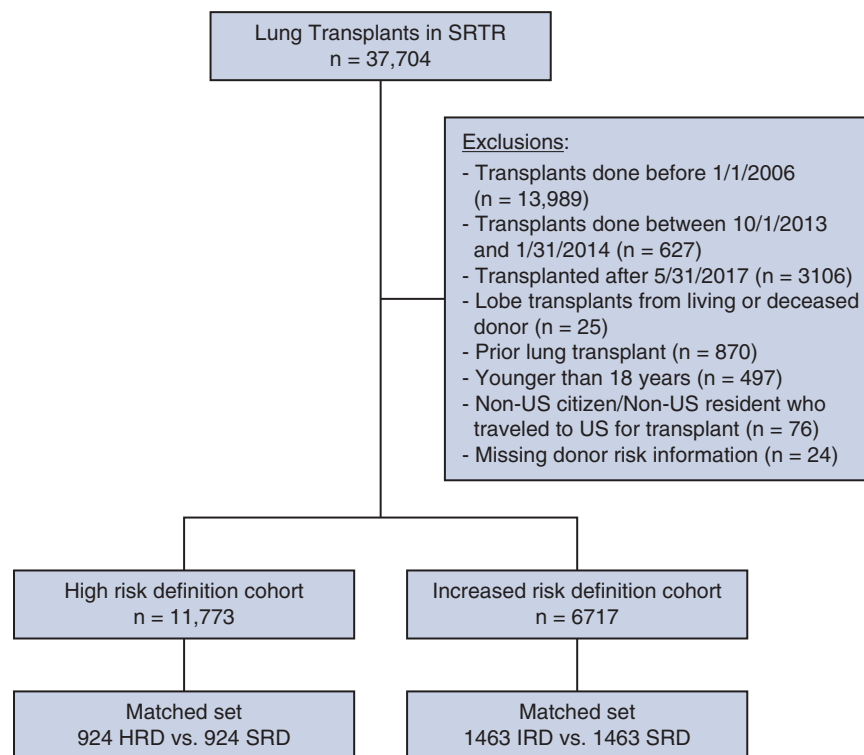 Lung Transplants in SRTR
n = 37,704
Exclusions:
- Transplants done before 1/1/2006
(n = 13,989)
- Transplants done between 10/1/2013
and 1/31/2014 (n = 627)
- Transplanted after 5/31/2017 (n = 3106)
- Lobe transplants from living or deceased
donor (n = 25)
- Prior lung transplant (n = 870)
- Younger than 18 years (n = 497)
- Non-US citizen/Non-US resident who
traveled to US for transplant (n = 76)
- Missing donor risk information (n = 24)
High risk definition cohort
n = 11,773
Increased risk definition cohort
n = 6717
Matched set
924 HRD vs. 924 SRD
Matched set
1463 IRD vs. 1463 SRD